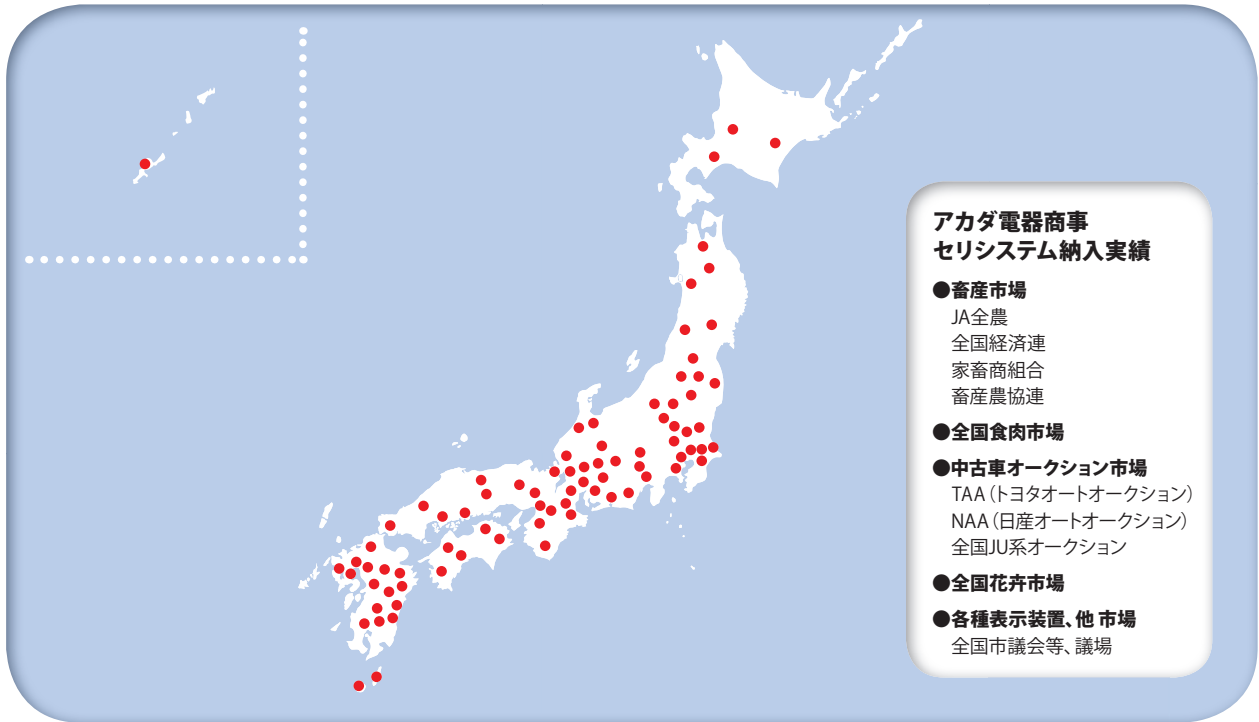 アカダ電器商事
セリシステム納入実績
●畜産市場
JA全農
全国経済連
家畜商組合
畜産農協連
●全国食肉市場
●中古車オークション市場
TAA(トヨタオートオークション)
NAA(日産オートオークション)
全国JU系オークション
●全国花卉市場
●各種表示装置、他 市場
全国市議会等、議場